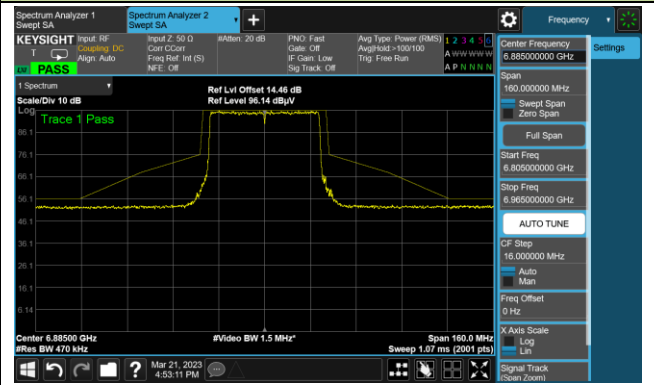 Spectrum Analyzer 1
Swept SA
Spectrum Analyzer 2
Swept SA
+
Frequency
KEYSIGHT
T
LNI PASS
Input: RF
Coupling: DC
Align: Auto
Input Z: 50 Ω
Corr CCorr
Freq Ref: Int (S)
NFE: Off
#Atten: 20 dB
PNO: Fast
Gate: Off
IF Gain: Low
Sig Track: Off
Avg Type: Power (RMS)
Avg|Hold >100/100
Trig: Free Run
1 2 3 4 5 6
A W W W W W
A P N N N N
1 Spectrum
Scale/Div 10 dB
Ref Lvl Offset 14.46 dB
Ref Level 96.14 dBµV
Log
Trace 1 Pass
86.1
76.1
66.1
56.1
46.1
36.1
26.1
16.1
6.14
Center 6.88500 GHz
#Res BW 470 kHz
#Video BW 1.5 MHz*
Span 160.0 MHz
Sweep 1.07 ms (2001 pts)
Mar 21, 2023
4:53:11 PM
?
Center Frequency
6.885000000 GHz
Settings
Span
160.000000 MHz
Swept Span
Zero Span
Full Span
Start Freq
6.805000000 GHz
Stop Freq
6.965000000 GHz
AUTO TUNE
CF Step
16.000000 MHz
Auto
Man
Freq Offset
0 Hz
X Axis Scale
Log
Lin
Signal Track
(Span Zoom)